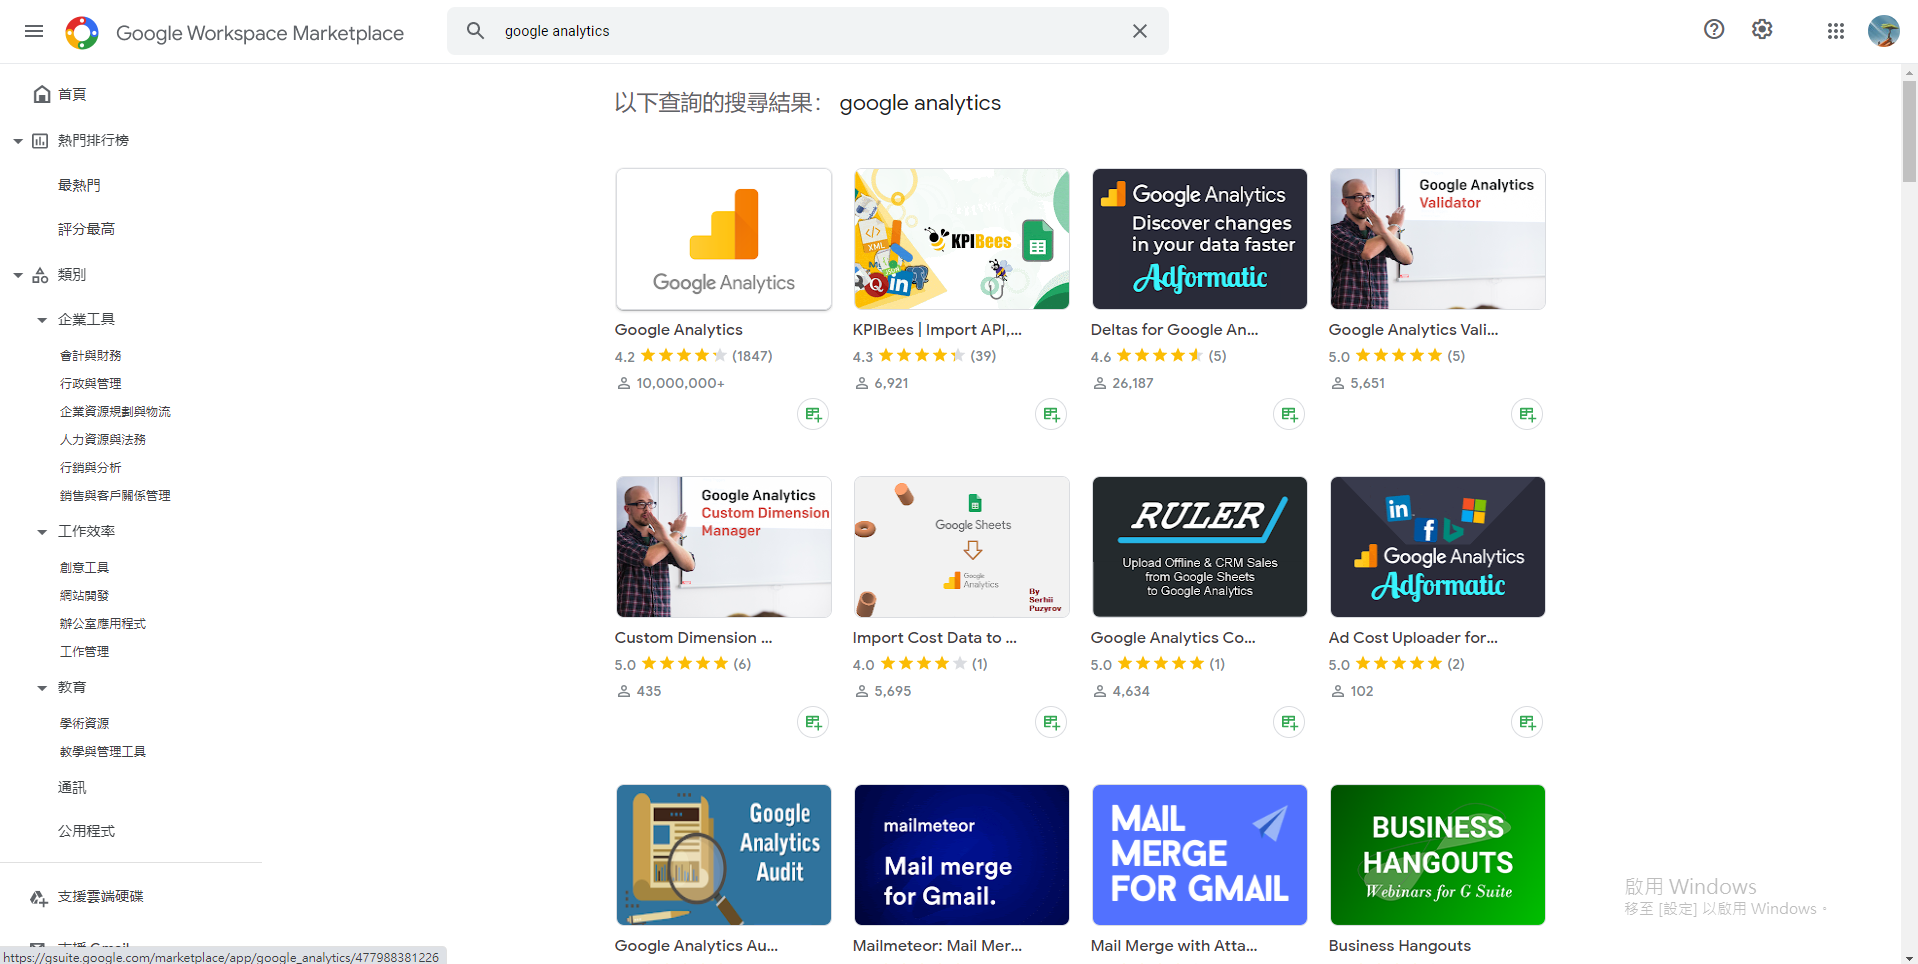 Google Workspace Marketplace
google analytics
首頁
熱門排行榜
最熱門
評分最高
類別
企業工具
會計與財務
行政與管理
企業資源規劃與物流
人力資源與法務
行銷與分析
銷售與客戶關係管理
工作效率
創意工具
網站開發
辦公室應用程式
工作管理
教育
學術資源
教學與管理工具
通訊
公用程式
支援雲端硬碟
支援 Gmail
https://gsuite.google.com/marketplace/app/google_analytics/477988381226
以下查詢的搜尋結果： google analytics
Google Analytics
Google Analytics
4.2 (1847)
10,000,000+
XML
KPIBees
in
KPIBees | Import API,...
4.3 (39)
6,921
Google Analytics
Discover changes
in your data faster
Adformatic
Deltas for Google An...
4.6 (5)
26,187
Google Analytics
Validator
Google Analytics Vali...
5.0 (5)
5,651
Google Analytics
Custom Dimension
Manager
Custom Dimension ...
5.0 (6)
435
Google Sheets
Google
Analytics
By
Serhii
Puzyrov
Import Cost Data to ...
4.0 (1)
5,695
RULER
Upload Offline & CRM Sales
from Google Sheets
to Google Analytics
Google Analytics Co...
5.0 (1)
4,634
in
f
Google Analytics
Adformatic
Ad Cost Uploader for...
5.0 (2)
102
Google
Analytics
Audit
Google Analytics Au...
mailmeteor
Mail merge
for Gmail.
Mailmeteor: Mail Mer...
MAIL
MERGE
FOR GMAIL
Mail Merge with Atta...
BUSINESS
HANGOUTS
Webinars for G Suite
Business Hangouts
啟用 Windows
移至 [設定] 以啟用 Windows。